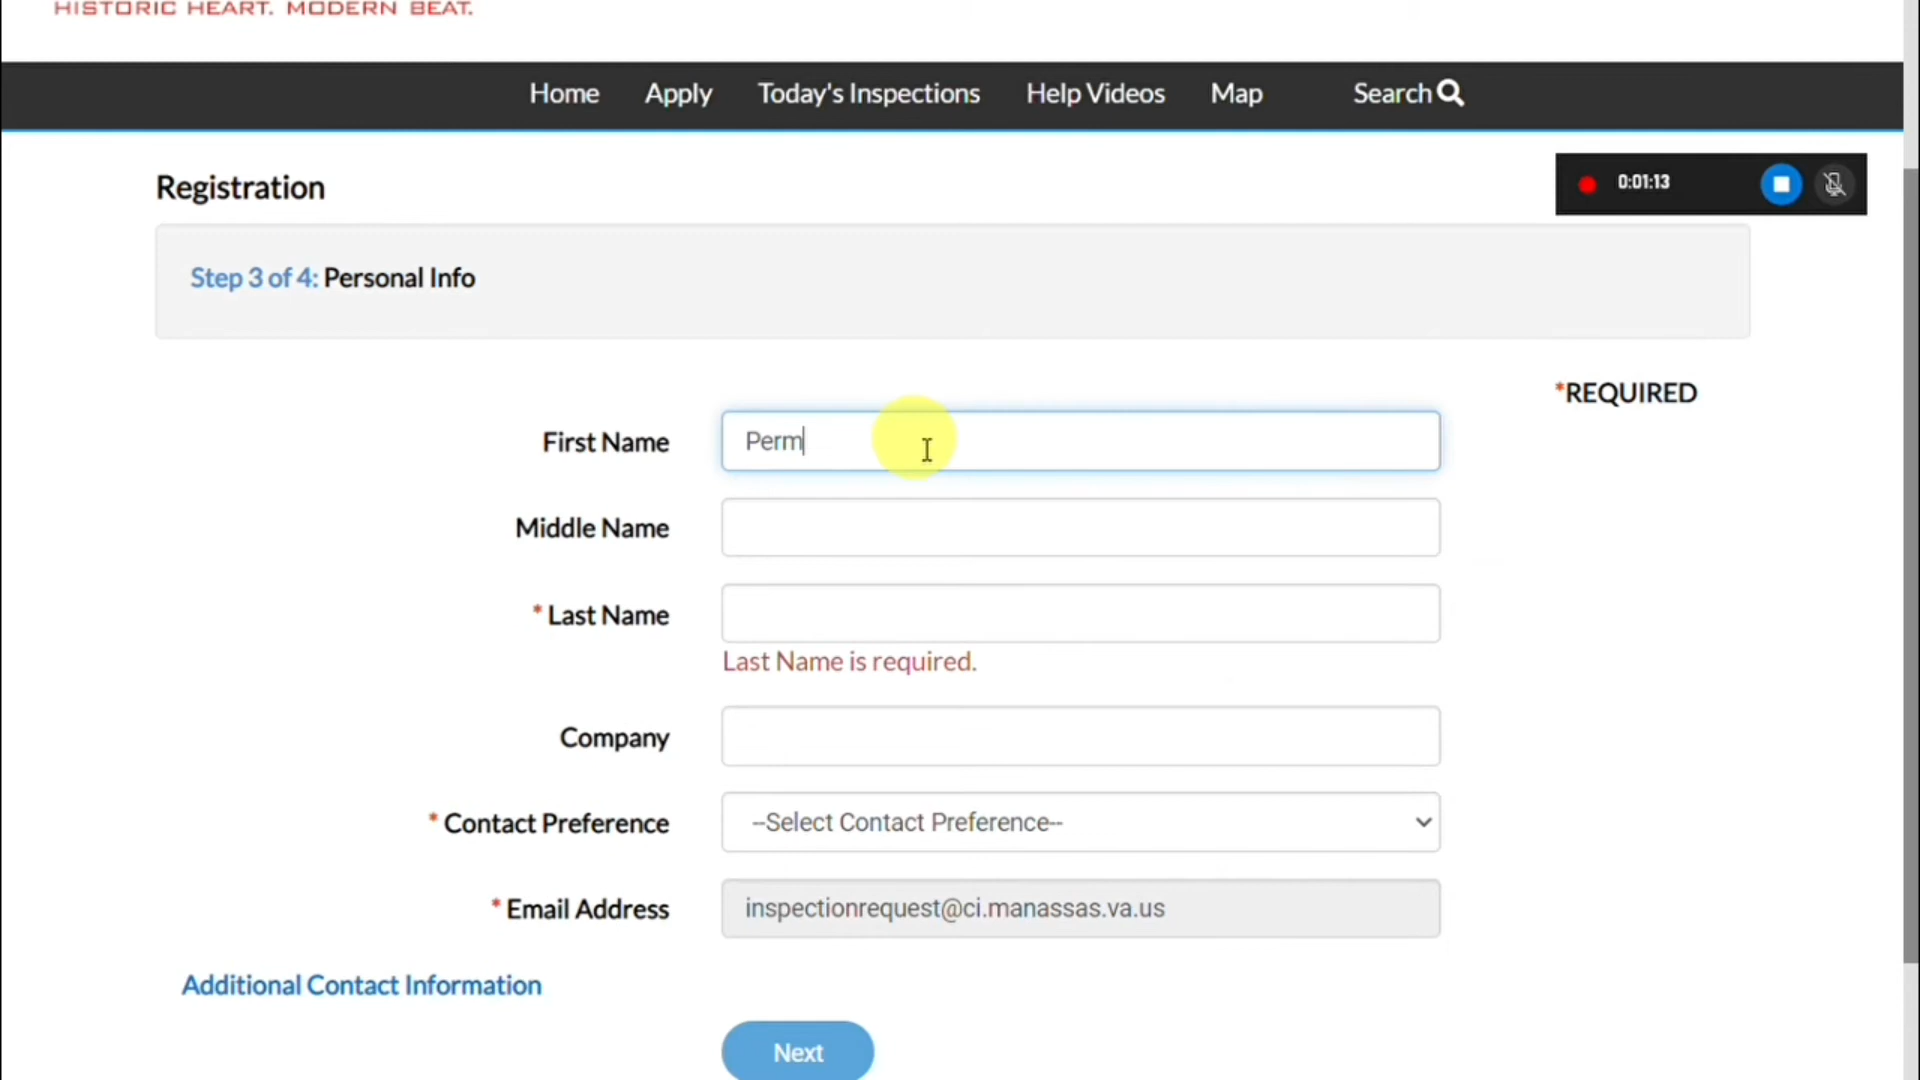 HISTORIC HEART. MODERN BEAT.
Home Apply Today's Inspections Help Videos Map Search
Registration
0:01:13
Step 3 of 4: Personal Info
*REQUIRED
First Name Perm
Middle Name
* Last Name
Last Name is required.
Company
* Contact Preference --Select Contact Preference--
* Email Address inspectionrequest@ci.manassas.va.us
Additional Contact Information
Next